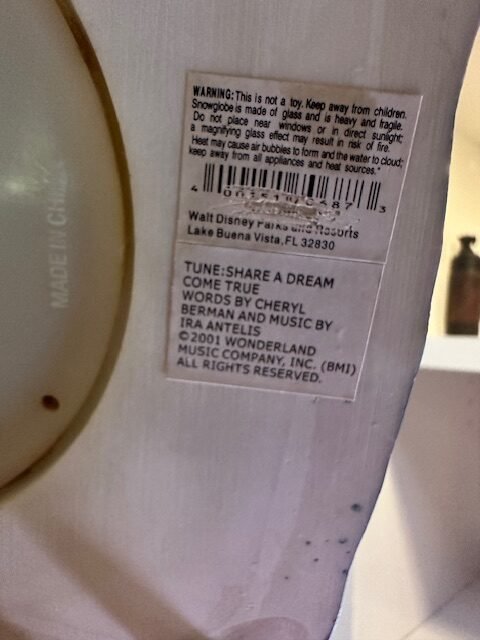 WARNING: This is not a toy. Keep away from children.
Snowglobe is made of glass and is heavy and fragile.
Do not place near windows or in direct sunlight;
a magnifying glass effect may result in risk of fire.
Heat may cause air bubbles to form and the water to cloud;
keep away from all appliances and heat sources."
4 3
Walt Disney Parks and Resorts
Lake Buena Vista, FL 32830
TUNE:SHARE A DREAM
COME TRUE
WORDS BY CHERYL
BERMAN AND MUSIC BY
IRA ANTELIS
©2001 WONDERLAND
MUSIC COMPANY, INC. (BMI)
ALL RIGHTS RESERVED.
MADE IN CHINA